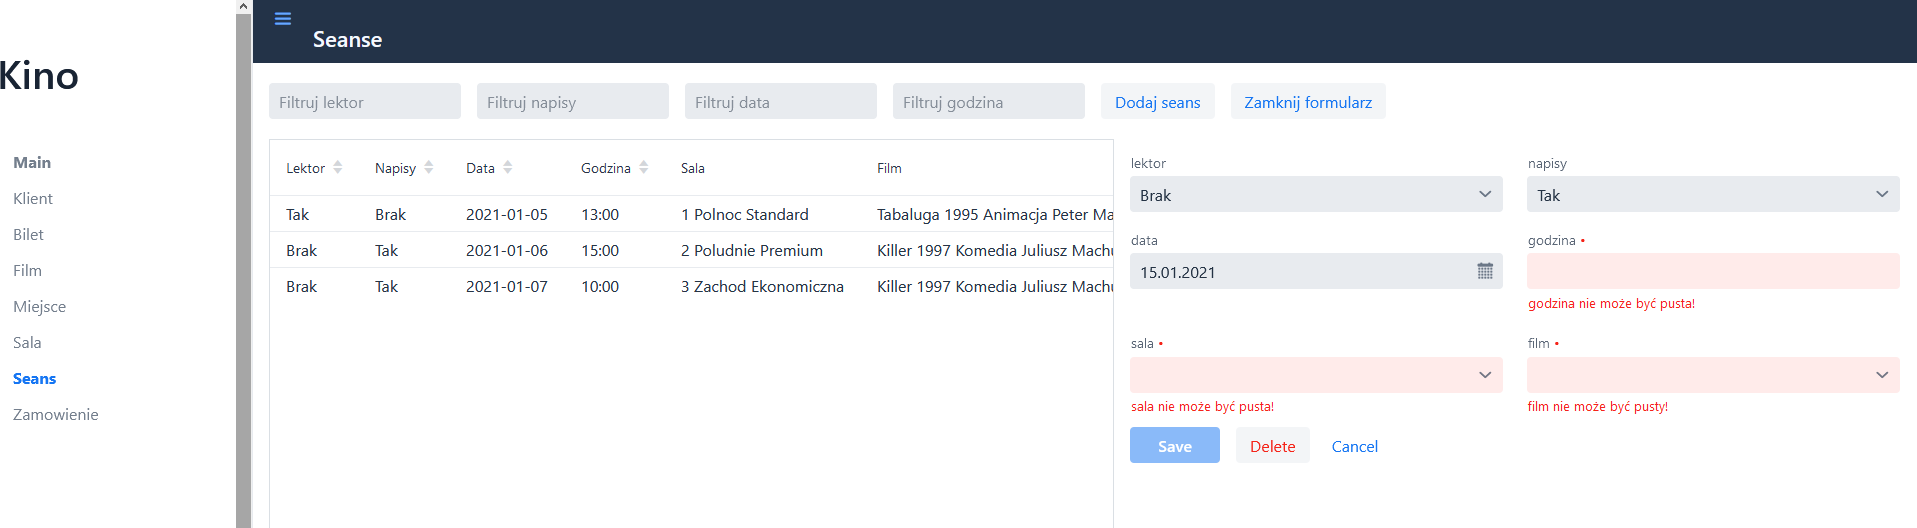 Kino
Main
Klient
Bilet
Film
Miejsce
Sala
Seans
Zamowienie
Seanse
Filtruj lektor Filtruj napisy Filtruj data Filtruj godzina Dodaj seans Zamknij formularz
Lektor Napisy Data Godzina Sala Film
Tak Brak 2021-01-05 13:00 1 Polnoc Standard Tabaluga 1995 Animacja Peter Ma
Brak Tak 2021-01-06 15:00 2 Poludnie Premium Killer 1997 Komedia Juliusz Machu
Brak Tak 2021-01-07 10:00 3 Zachod Ekonomiczna Killer 1997 Komedia Juliusz Machu
lektor napisy
Brak Tak
data godzina •
15.01.2021
godzina nie może być pusta!
sala • film •
sala nie może być pusta! film nie może być pusty!
Save Delete Cancel